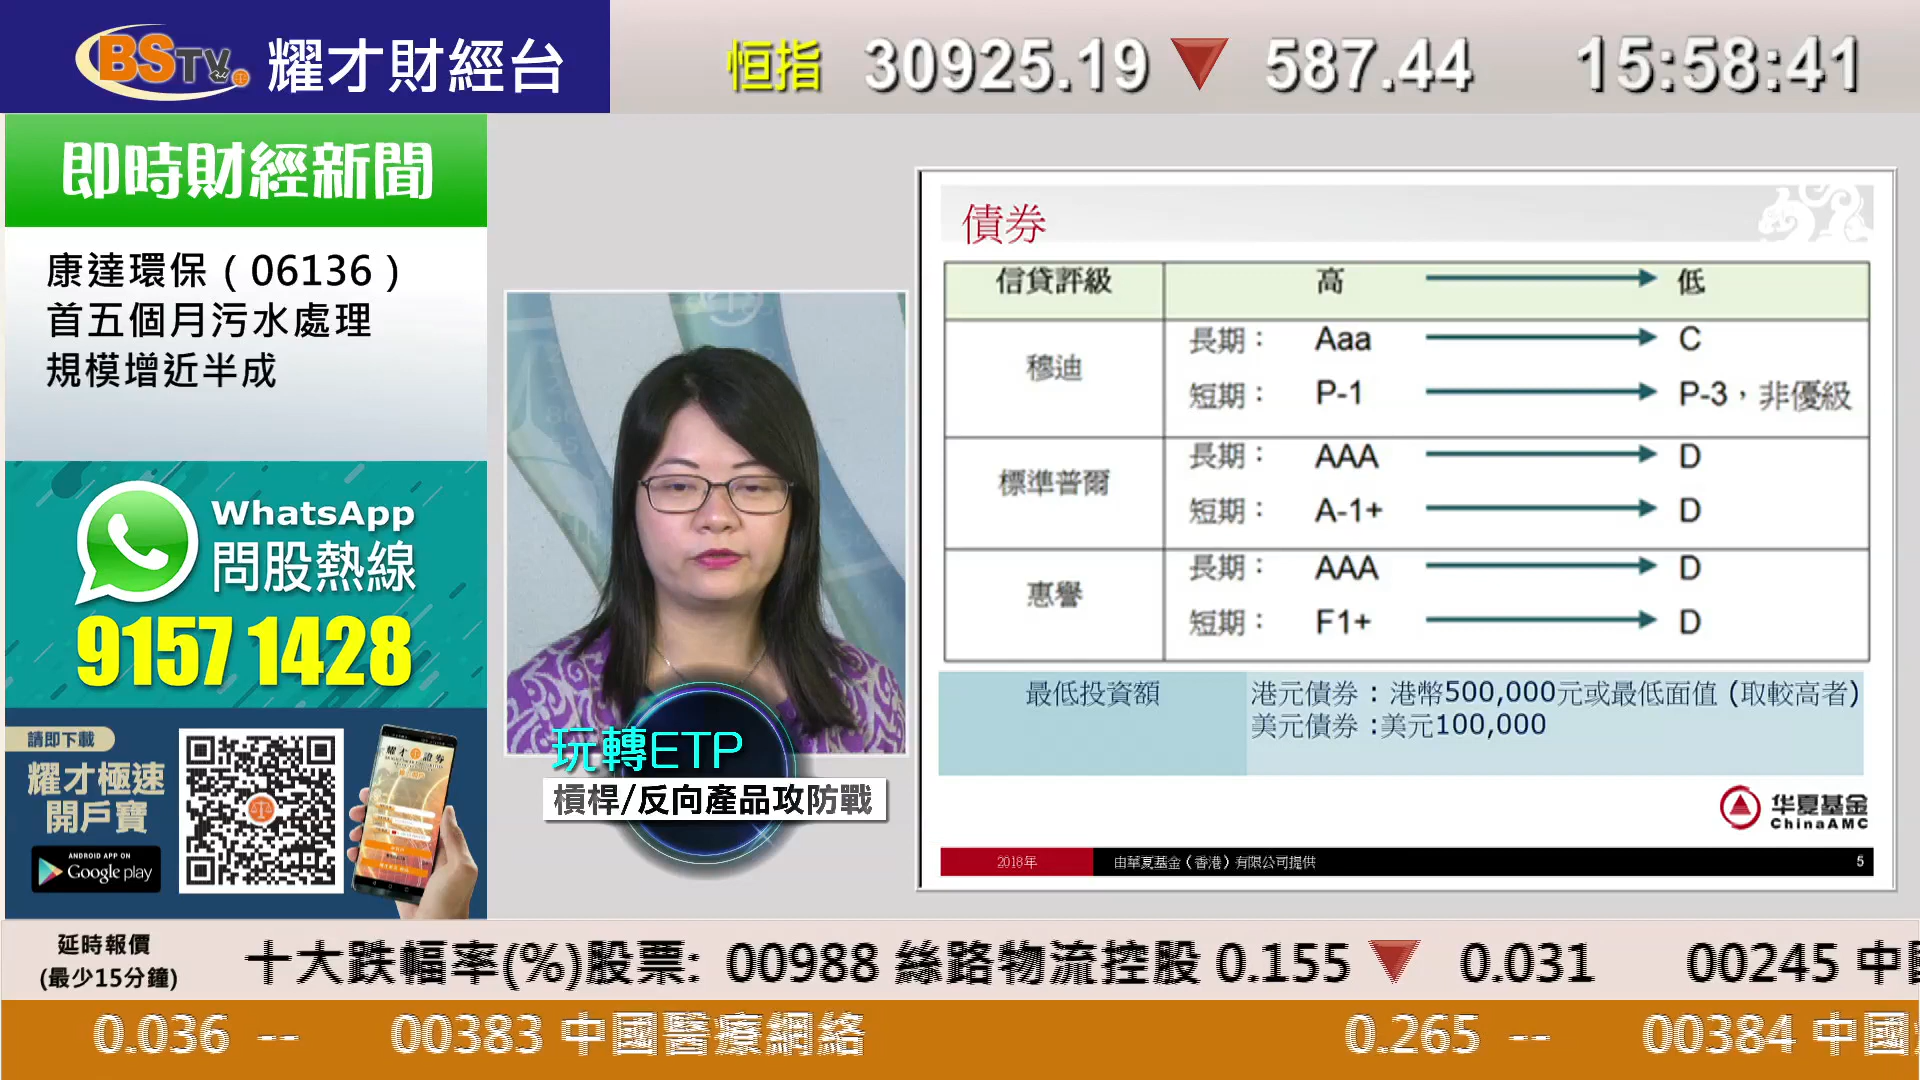 BSTV 耀才財經台
恒指 30925.19 ▼ 587.44 15:58:41
即時財經新聞
康達環保（06136）
首五個月污水處理
規模增近半成
WhatsApp
問股熱線
9157 1428
請即下載
耀才極速
開戶寶
ANDROID APP ON
Google play
耀才證券
玩轉ETP
槓桿/反向產品攻防戰
債券
信貸評級 高 低
穆迪
長期： Aaa C
短期： P-1 P-3，非優級
標準普爾
長期： AAA D
短期： A-1+ D
惠譽
長期： AAA D
短期： F1+ D
最低投資額
港元債券：港幣500,000元或最低面值 (取較高者)
美元債券 :美元100,000
华夏基金
ChinaAMC
2018年 由華夏基金（香港）有限公司提供 5
延時報價
(最少15分鐘)
十大跌幅率(%)股票: 00988 絲路物流控股 0.155 ▼ 0.031 00245 中國
0.036 -- 00383 中國醫療網絡 0.265 -- 00384 中國